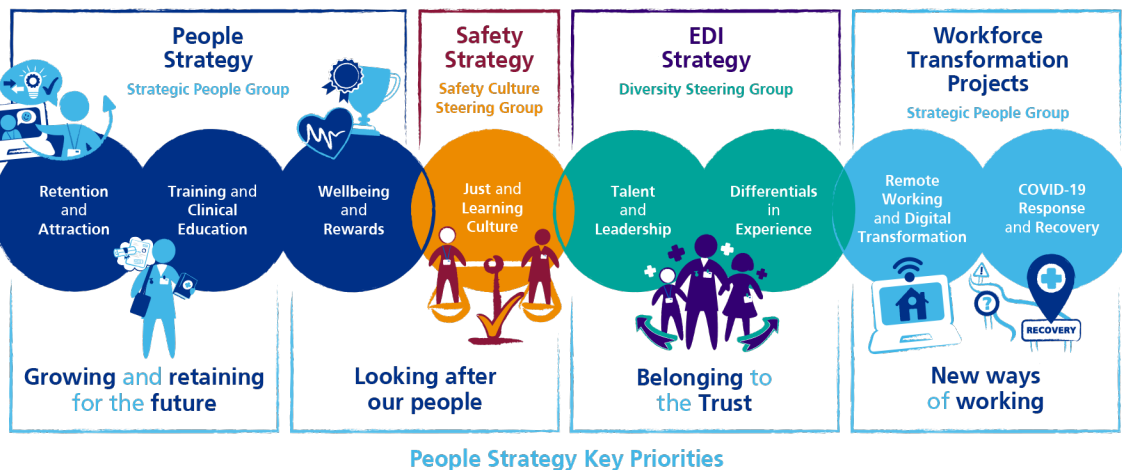 People
Strategy
Strategic People Group
Safety
Strategy
Safety Culture
Steering Group
EDI
Strategy
Diversity Steering Group
Workforce
Transformation
Projects
Strategic People Group
Retention
and
Attraction
Training and
Clinical
Education
Wellbeing
and
Rewards
Just and
Learning
Culture
Talent
and
Leadership
Differentials
in
Experience
Remote
Working
and Digital
Transformation
COVID-19
Response
and Recovery
!
?
RECOVERY
Growing and retaining
for the future
Looking after
our people
Belonging to
the Trust
New ways
of working
People Strategy Key Priorities